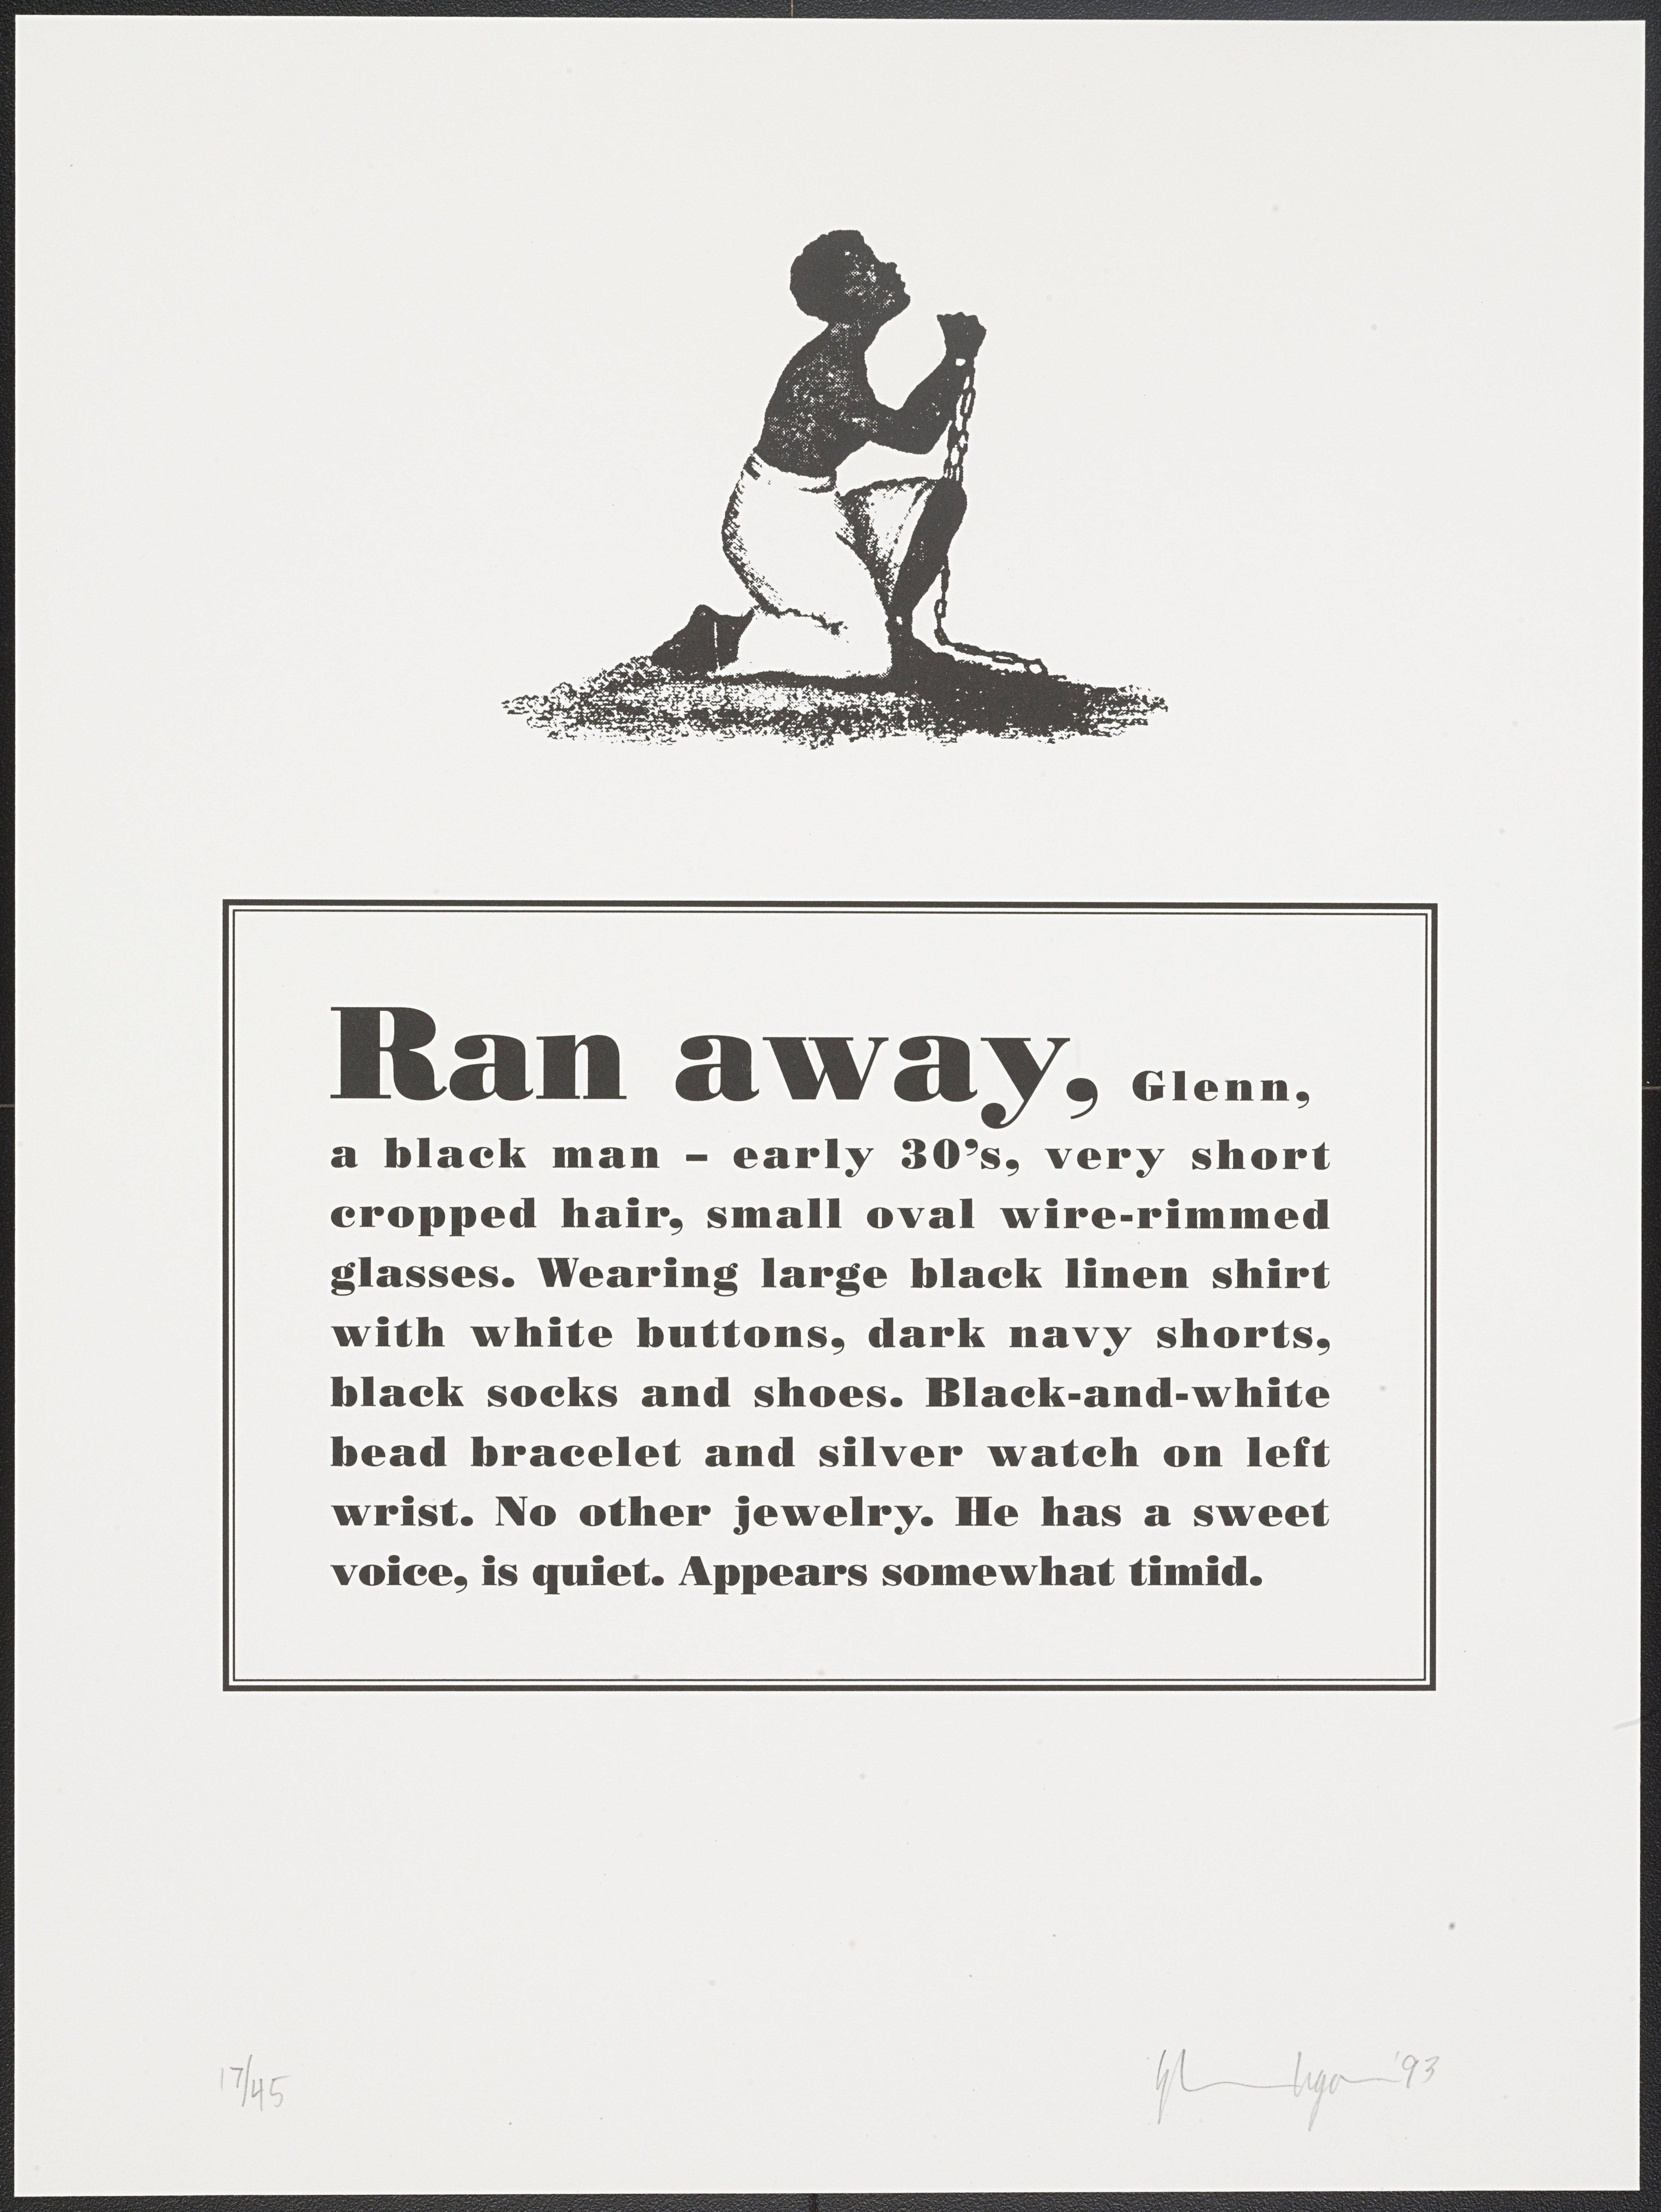 Ran away, Glenn,
a black man – early 30’s, very short
cropped hair, small oval wire-rimmed
glasses. Wearing large black linen shirt
with white buttons, dark navy shorts,
black socks and shoes. Black-and-white
bead bracelet and silver watch on left
wrist. No other jewelry. He has a sweet
voice, is quiet. Appears somewhat timid.
17/45
Glenn Ligon '93